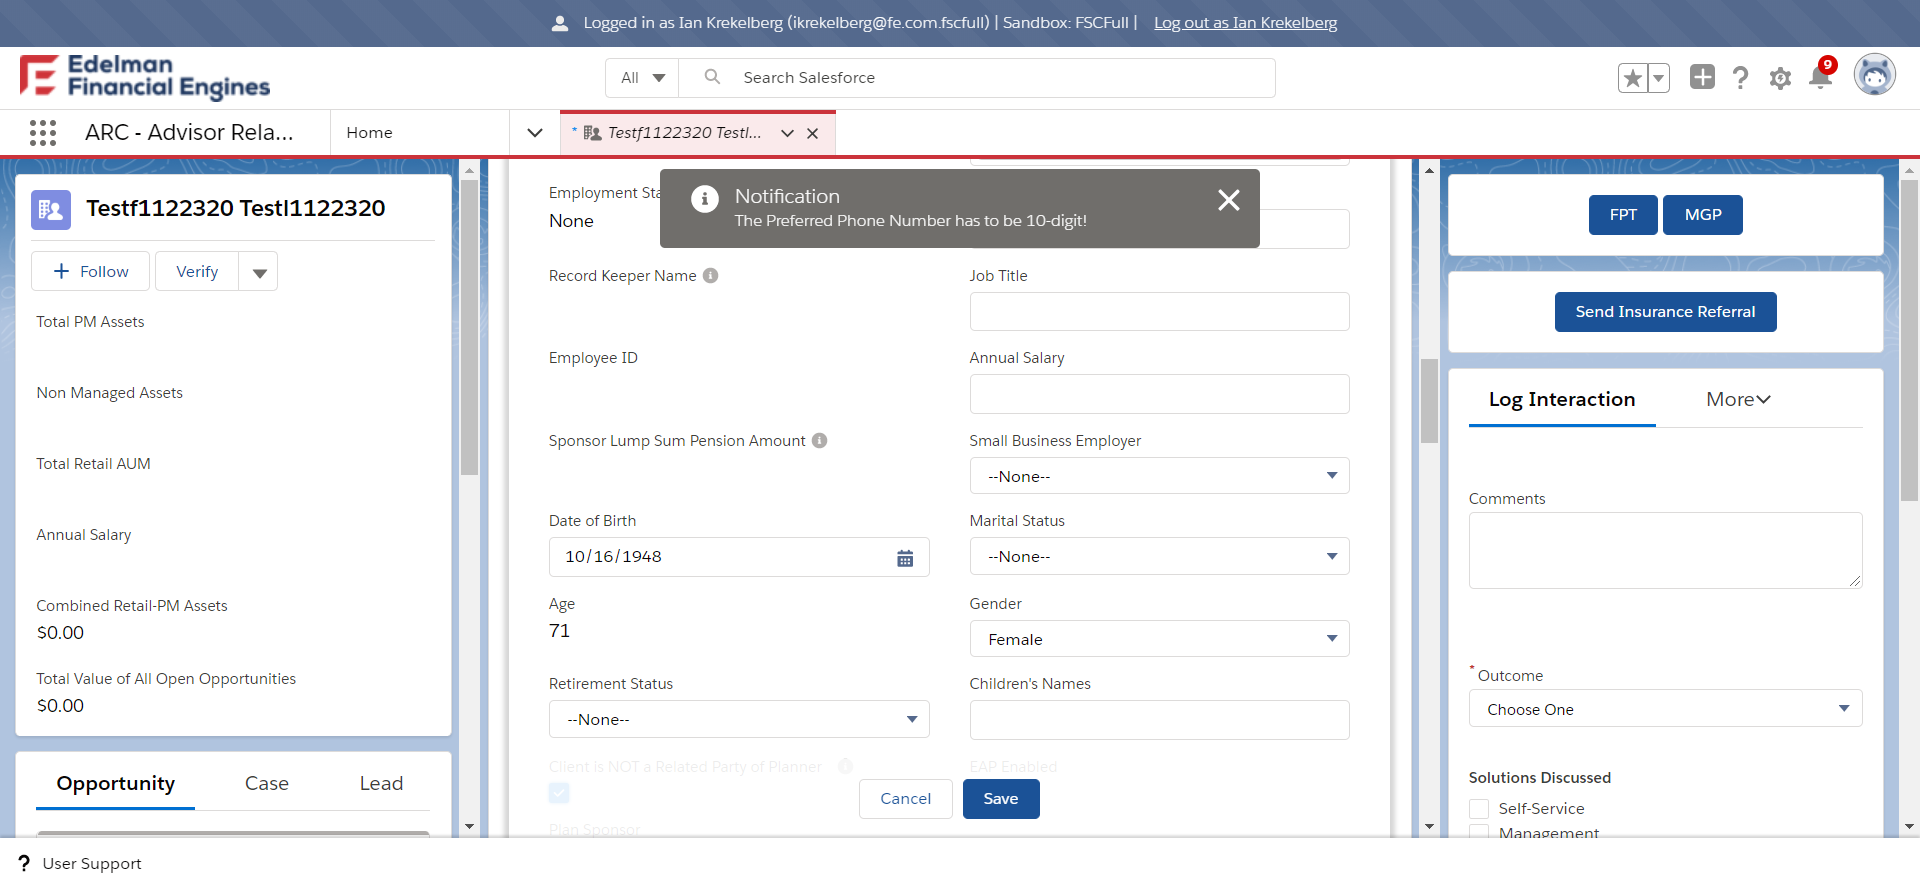 Logged in as Ian Krekelberg (ikrekelberg@fe.com.fscfull) | Sandbox: FSCFull | Log out as Ian Krekelberg
Edelman
Financial Engines
All
Search Salesforce
9
ARC - Advisor Rela...
Home
* Testf1122320 Testl...
Testf1122320 Testl1122320
Follow
Verify
Total PM Assets
Non Managed Assets
Total Retail AUM
Annual Salary
Combined Retail-PM Assets
$0.00
Total Value of All Open Opportunities
$0.00
Opportunity
Case
Lead
Notification
The Preferred Phone Number has to be 10-digit!
Employment Sta
None
Record Keeper Name
Job Title
Employee ID
Annual Salary
Sponsor Lump Sum Pension Amount
Small Business Employer
--None--
Date of Birth
10/16/1948
Marital Status
--None--
Age
71
Gender
Female
Retirement Status
--None--
Children's Names
Client is NOT a Related Party of Planner
EAP Enabled
Plan Sponsor
Cancel
Save
FPT
MGP
Send Insurance Referral
Log Interaction
More
Comments
* Outcome
Choose One
Solutions Discussed
Self-Service
Management
? User Support